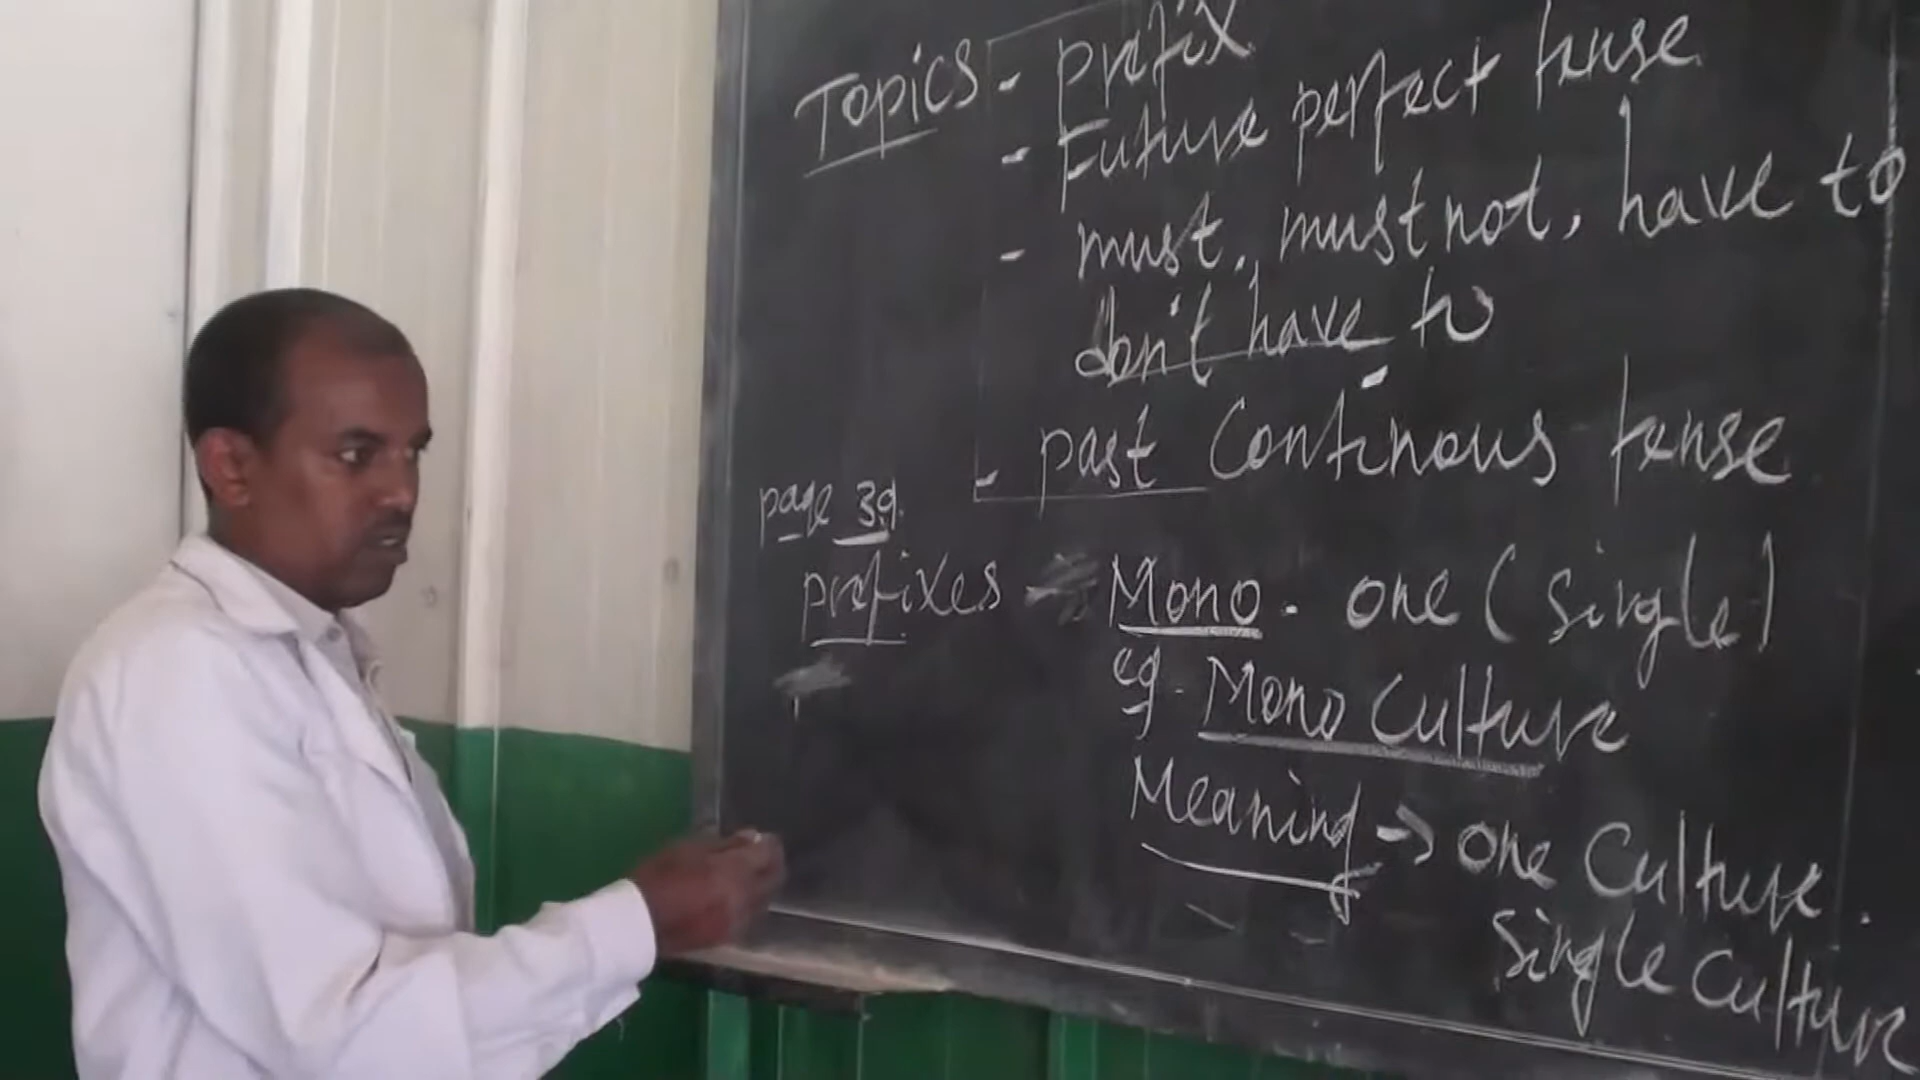 Topics - prefix
- Future perfect tense
- must, must not, have to
don't have to
- past Continous tense
page 39.
prefixes - Mono - one (single)
eg - Mono Culture
Meaning → one Culture.
Single Culture